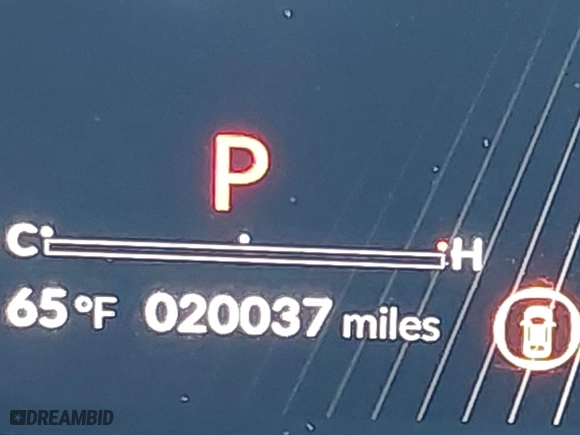 P
C H
65°F 020037 miles
DREAMBID